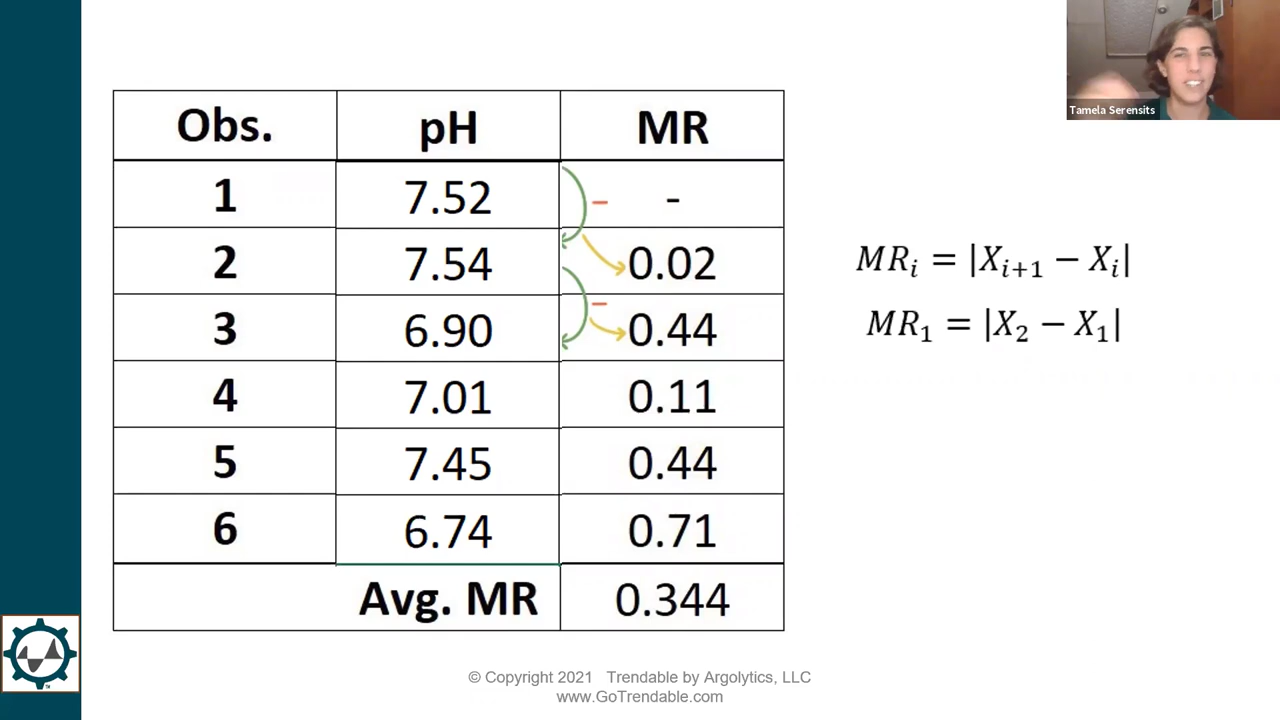 Tamela Serensits
Obs. pH MR
1 7.52 -
2 7.54 0.02
3 6.90 0.44
4 7.01 0.11
5 7.45 0.44
6 6.74 0.71
Avg. MR 0.344
− −
MRᵢ = |Xᵢ₊₁ − Xᵢ|
MR₁ = |X₂ − X₁|
© Copyright 2021 Trendable by Argolytics, LLC
www.GoTrendable.com